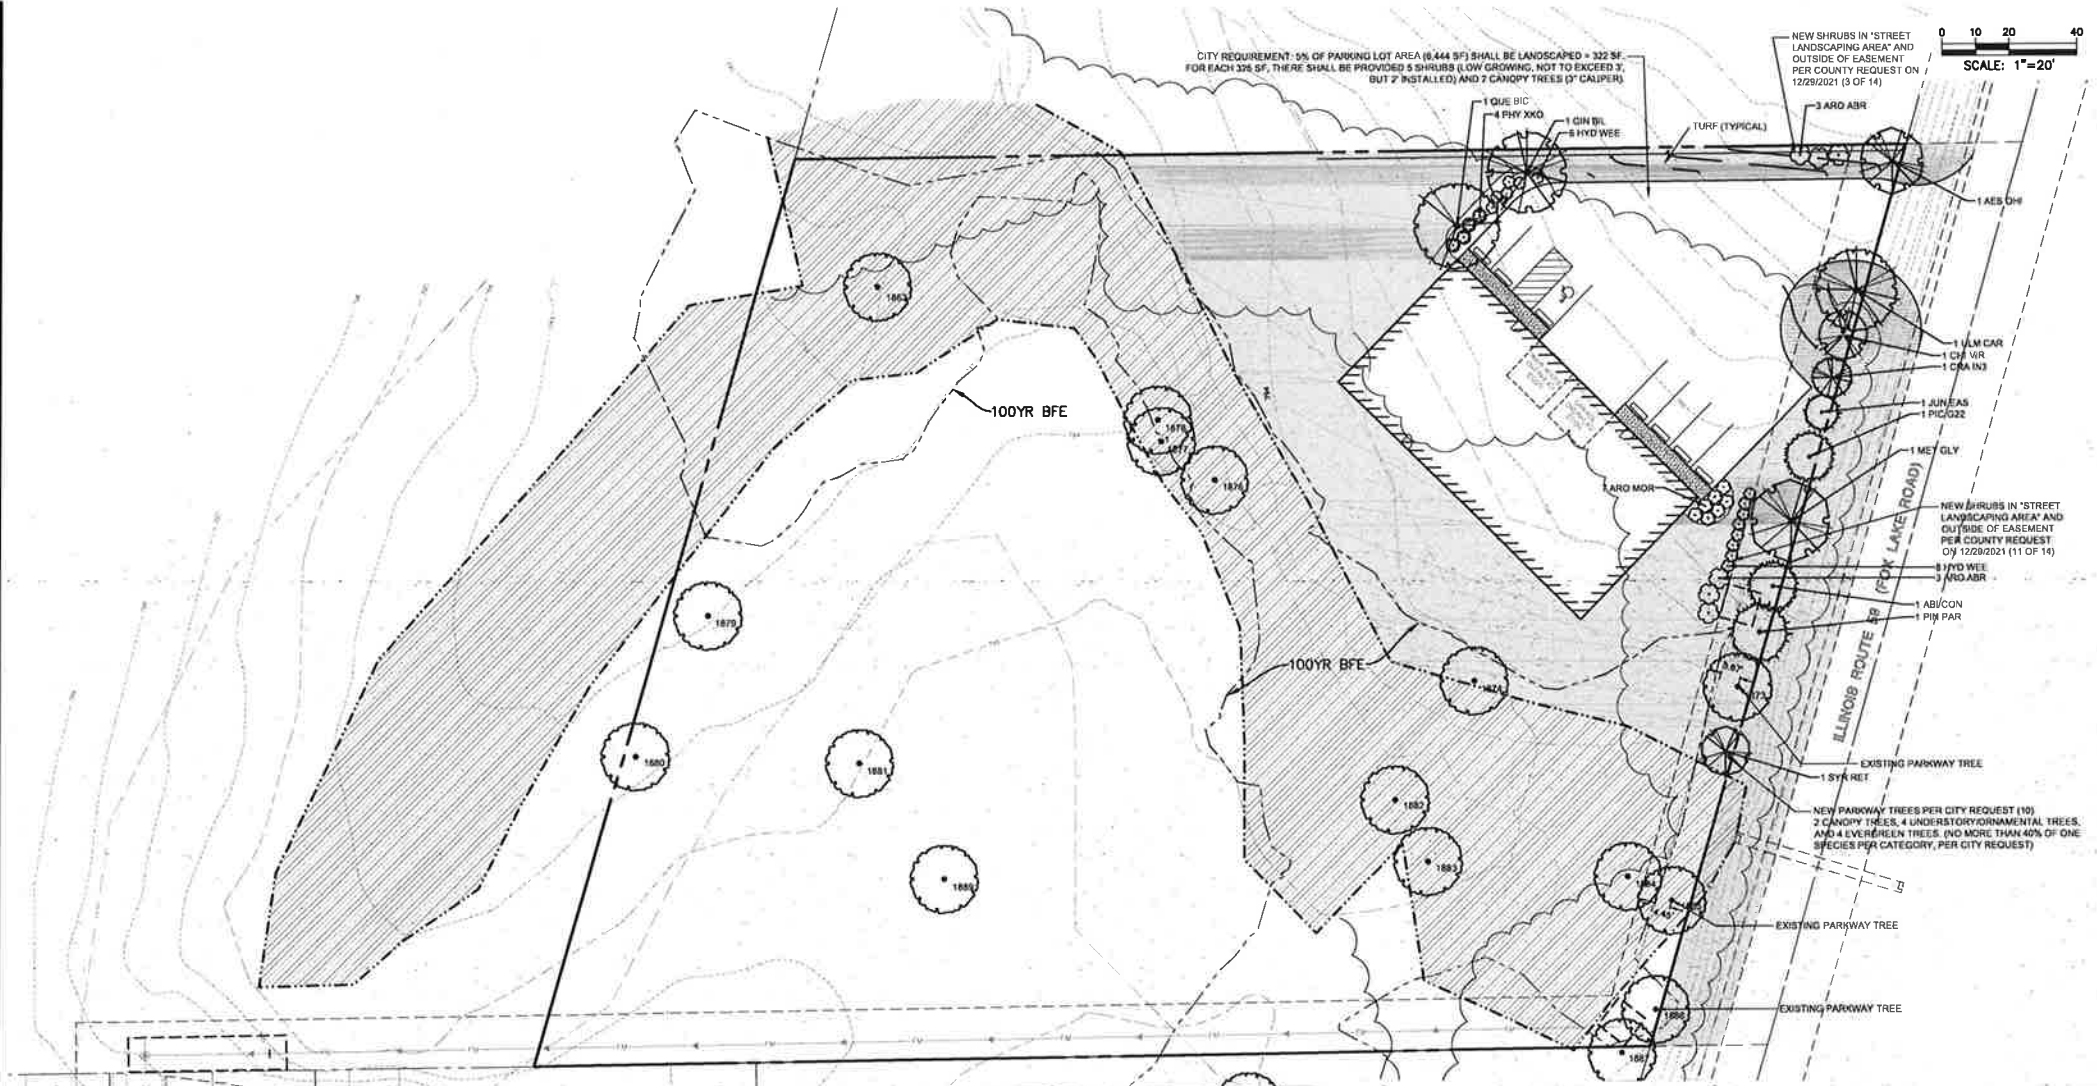 CITY REQUIREMENT: 5% OF PARKING LOT AREA (6,444 SF) SHALL BE LANDSCAPED = 322 SF.
FOR EACH 325 SF, THERE SHALL BE PROVIDED 5 SHRUBS (LOW GROWING, NOT TO EXCEED 3',
BUT 2' INSTALLED) AND 2 CANOPY TREES (3" CALIPER)
NEW SHRUBS IN "STREET
LANDSCAPING AREA" AND
OUTSIDE OF EASEMENT
PER COUNTY REQUEST ON
12/29/2021 (3 OF 14)
0 10 20 40
SCALE: 1"=20'
1 QUE BIC
4 PHY XKO
1 GIN BIL
6 HYD WEE
TURF (TYPICAL)
3 ARO ABR
1 AES OHI
1863
1 ULM CAR
1 CHI VIR
1 CRA IN3
1 JUN EAS
1 PIC G22
1 MET GLY
100YR BFE
1878
1877
1876
7 ARO MOR
NEW SHRUBS IN "STREET
LANDSCAPING AREA" AND
OUTSIDE OF EASEMENT
PER COUNTY REQUEST
ON 12/29/2021 (11 OF 14)
8 HYD WEE
3 ARO ABR
1 ABI CON
1 PIN PAR
ILLINOIS ROUTE 59 (FOX LAKE ROAD)
1879
100YR BFE
1874
1880
1881
EXISTING PARKWAY TREE
1 SYR RET
1882
NEW PARKWAY TREES PER CITY REQUEST (10)
2 CANOPY TREES, 4 UNDERSTORY/ORNAMENTAL TREES,
AND 4 EVERGREEN TREES. (NO MORE THAN 40% OF ONE
SPECIES PER CATEGORY, PER CITY REQUEST)
1883
1889
EXISTING PARKWAY TREE
EXISTING PARKWAY TREE